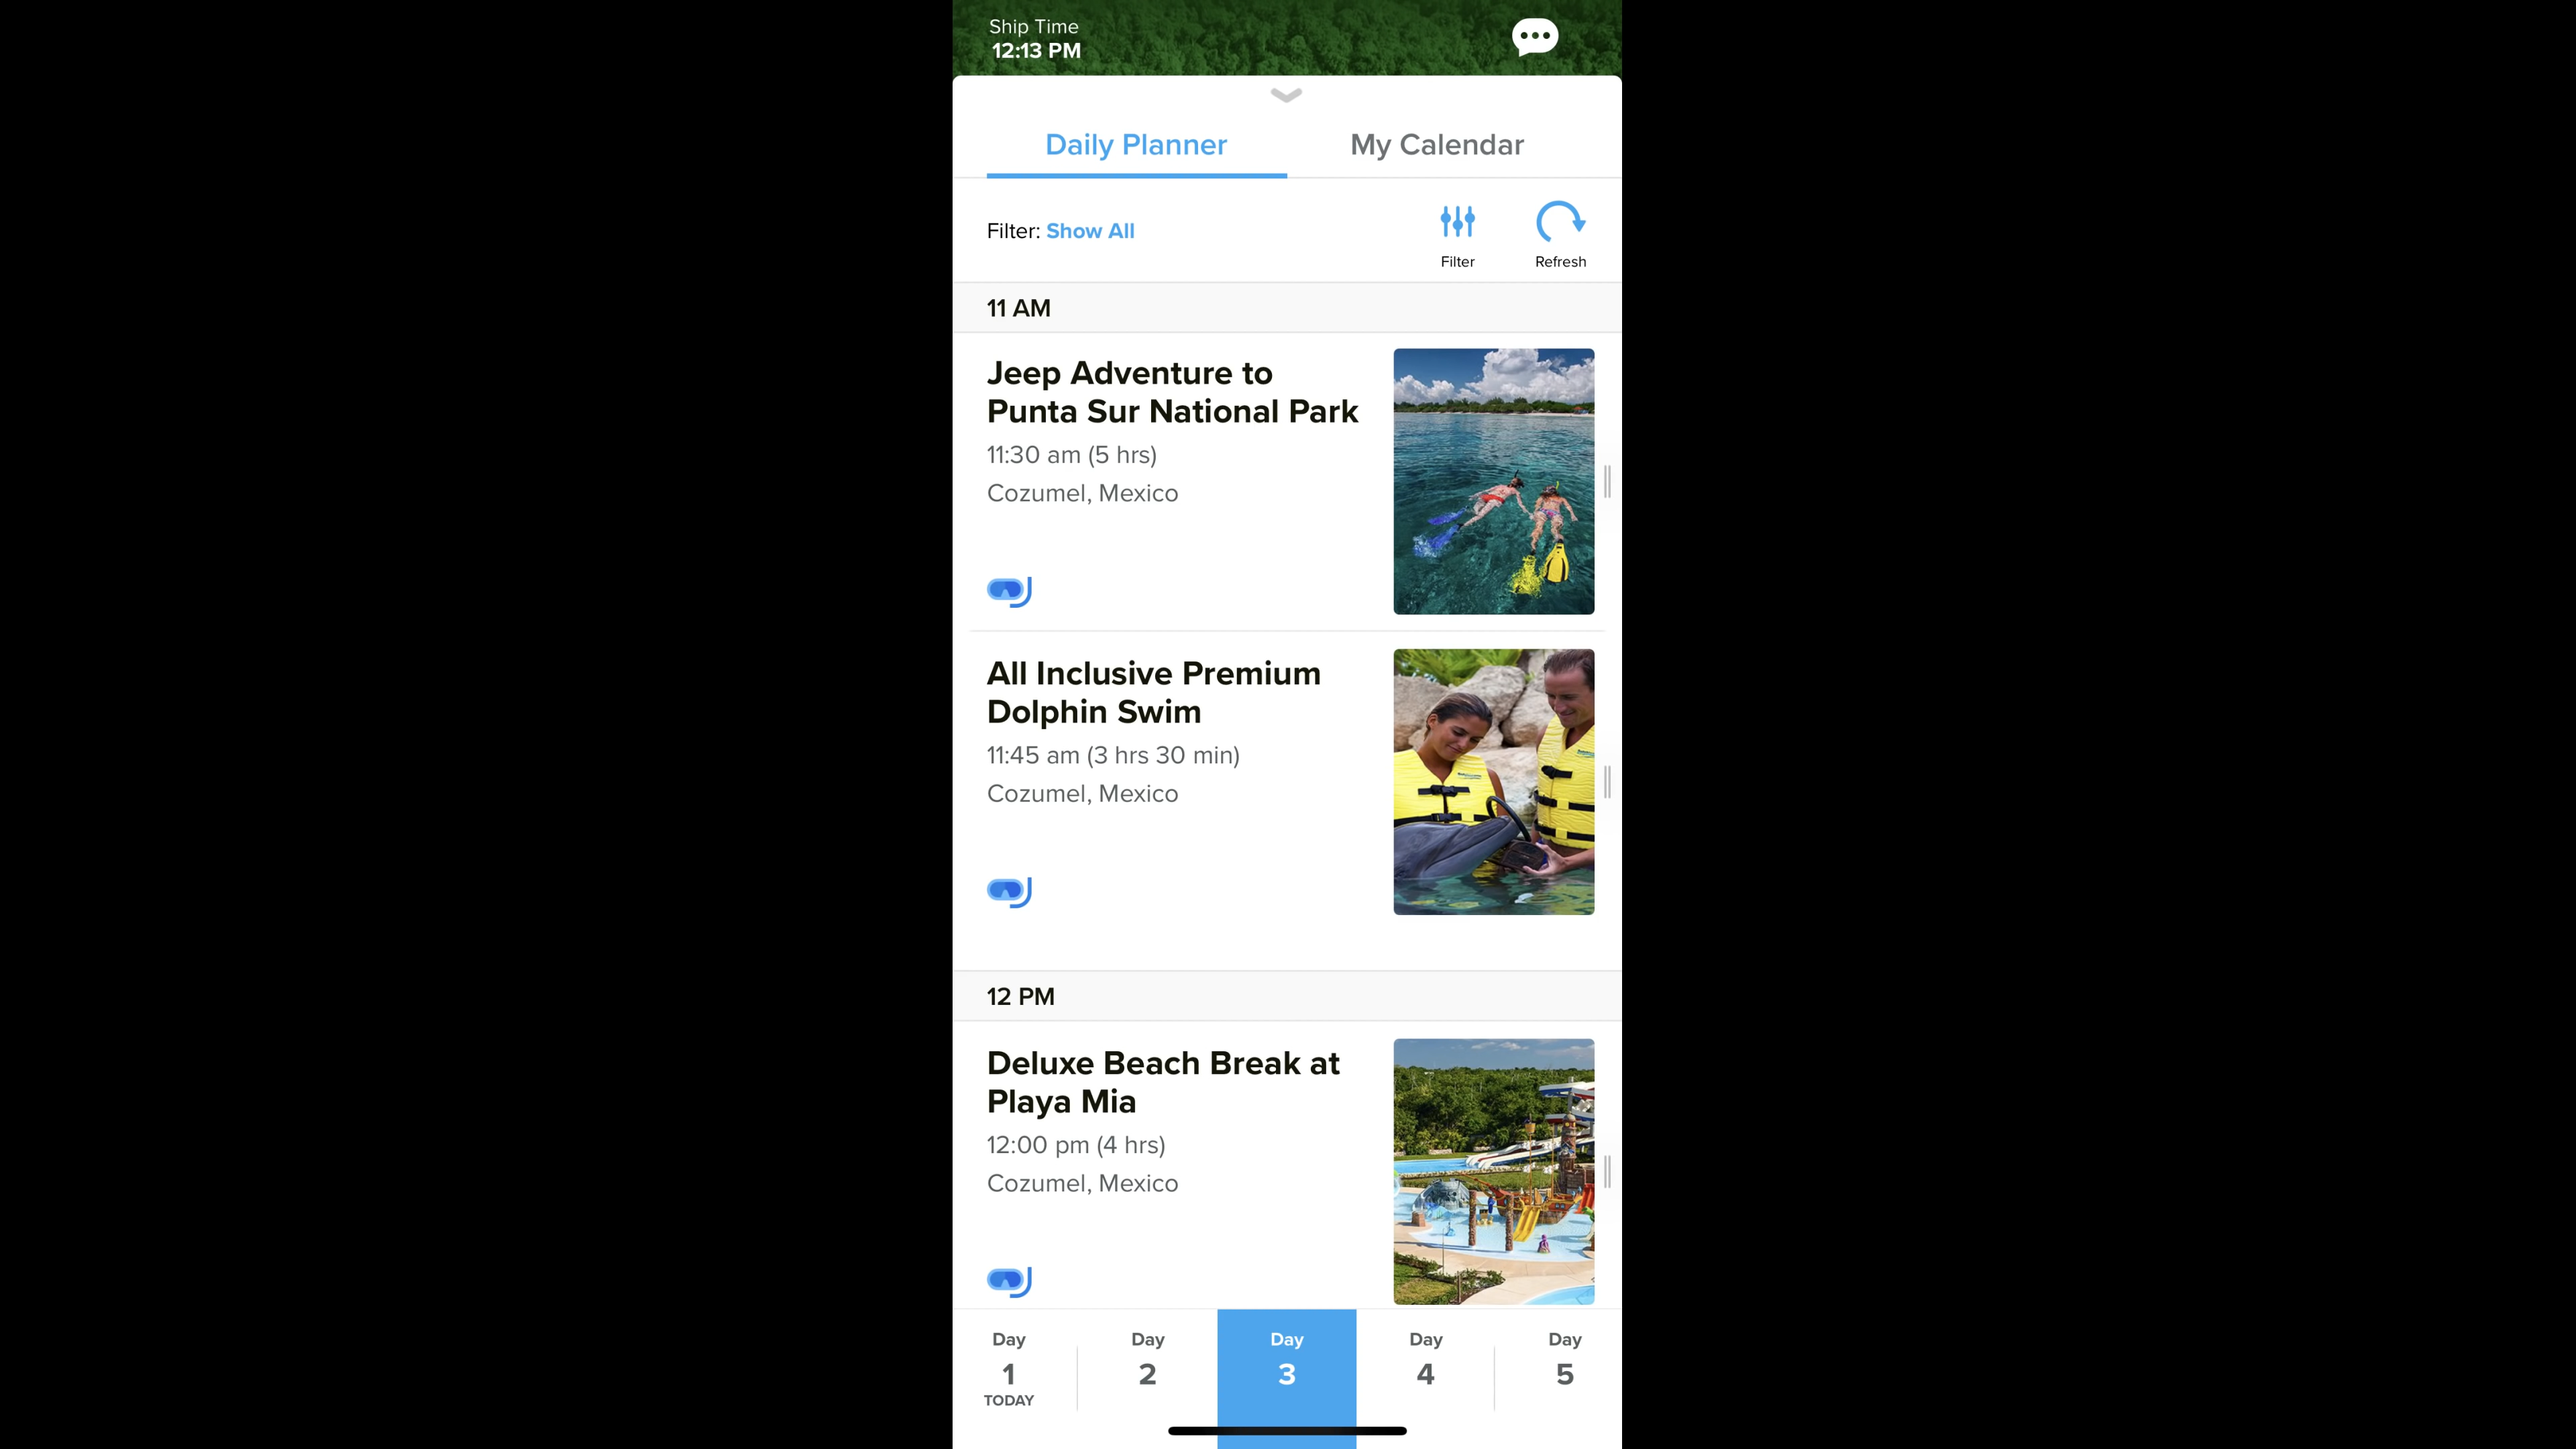 Ship Time
12:13 PM
Daily Planner
My Calendar
Filter: Show All
Filter
Refresh
11 AM
Jeep Adventure to
Punta Sur National Park
11:30 am (5 hrs)
Cozumel, Mexico
All Inclusive Premium
Dolphin Swim
11:45 am (3 hrs 30 min)
Cozumel, Mexico
12 PM
Deluxe Beach Break at
Playa Mia
12:00 pm (4 hrs)
Cozumel, Mexico
Day
1
TODAY
Day
2
Day
3
Day
4
Day
5